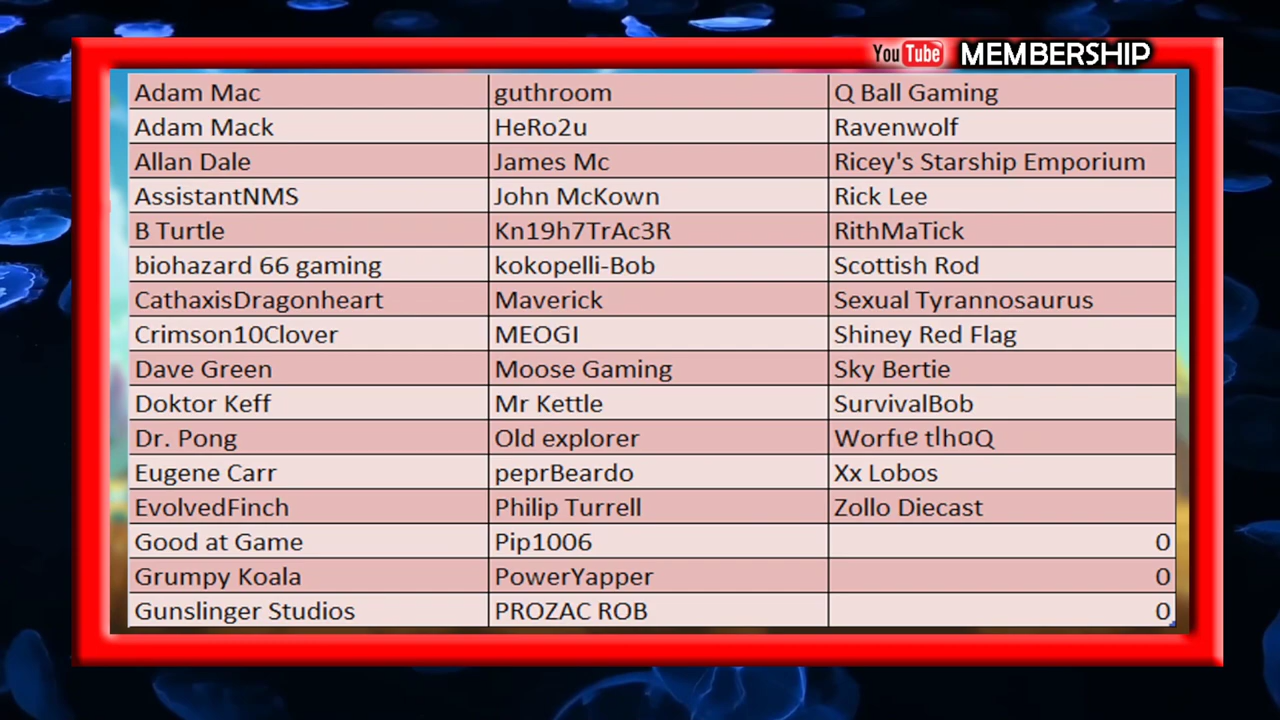 YouTube MEMBERSHIP
Adam Mac guthroom Q Ball Gaming
Adam Mack HeRo2u Ravenwolf
Allan Dale James Mc Ricey's Starship Emporium
AssistantNMS John McKown Rick Lee
B Turtle Kn19h7TrAc3R RithMaTick
biohazard 66 gaming kokopelli-Bob Scottish Rod
CathaxisDragonheart Maverick Sexual Tyrannosaurus
Crimson10Clover MEOGI Shiney Red Flag
Dave Green Moose Gaming Sky Bertie
Doktor Keff Mr Kettle SurvivalBob
Dr. Pong Old explorer
Eugene Carr peprBeardo Xx Lobos
EvolvedFinch Philip Turrell Zollo Diecast
Good at Game Pip1006 0
Grumpy Koala PowerYapper 0
Gunslinger Studios PROZAC ROB 0